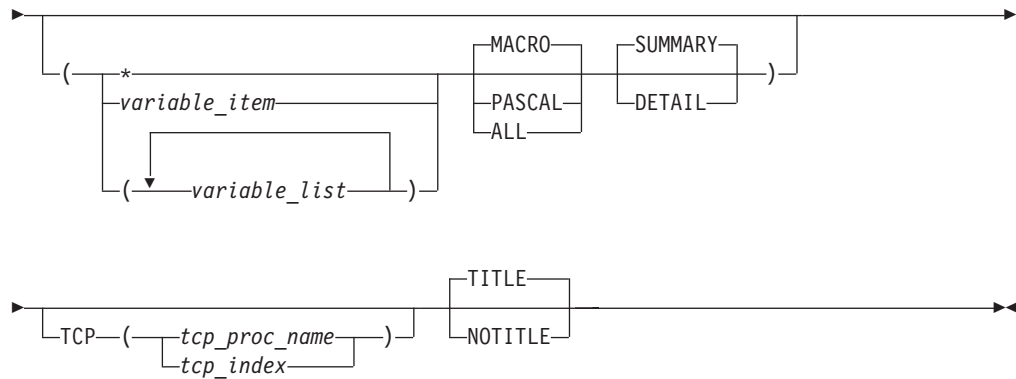 MACRO SUMMARY
( * )
variable_item PASCAL DETAIL
ALL
( variable_list )
TITLE
TCP ( tcp_proc_name ) NOTITLE
tcp_index